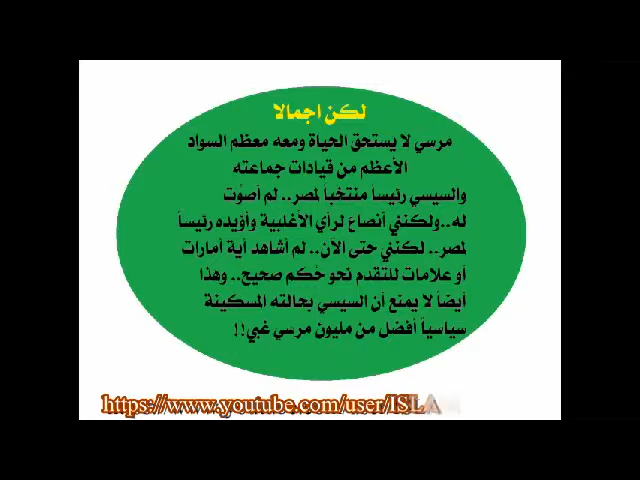 لكن اجمالا
مرسي لا يستحق الحياة ومعه معظم السواد
الأعظم من قيادات جماعته
والسيسي رئيساً منتخباً لمصر.. لم أصوّت
له..ولكنني أنصاع لرأي الأغلبية وأؤيده رئيساً
لمصر.. لكنني حتى الآن.. لم أشاهد أية أمارات
أو علامات للتقدم نحو حُكم صحيح.. وهذا
أيضاً لا يمنع أن السيسي بحالته المسكينة
سياسياً أفضل من مليون مرسي غبي!!
https://www.youtube.com/user/ISLA